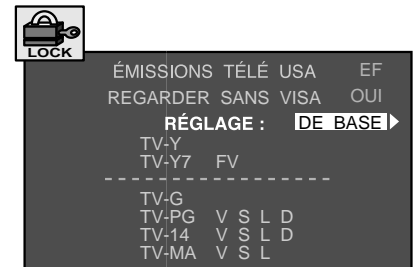 LOCK
ÉMISSIONS TÉLÉ USA EF
REGARDER SANS VISA OUI
RÉGLAGE : DE BASE
TV-Y
TV-Y7 FV
TV-G
TV-PG V S L D
TV-14 V S L D
TV-MA V S L